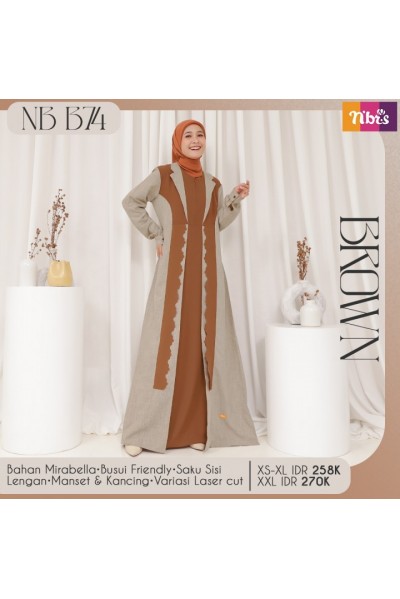 NB B74
Nibi's
BROWN
Bahan Mirabella•Busui Friendly•Saku Sisi
Lengan•Manset & Kancing•Variasi Laser cut
XS-XL IDR 258K
XXL IDR 270K